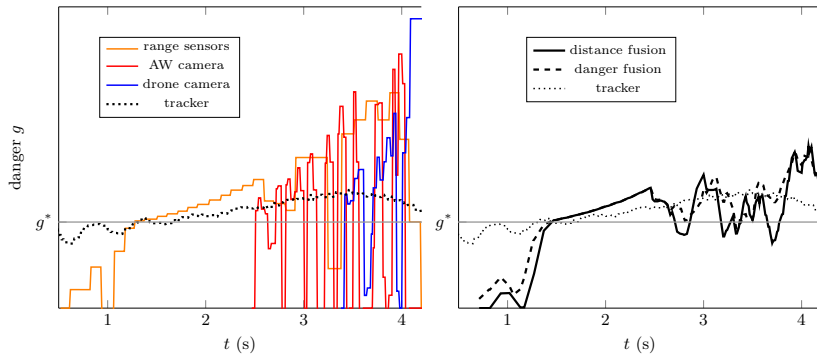 range sensors
AW camera
drone camera
tracker
danger g
g*
1
2
3
4
t (s)
distance fusion
danger fusion
tracker
g*
1
2
3
4
t (s)